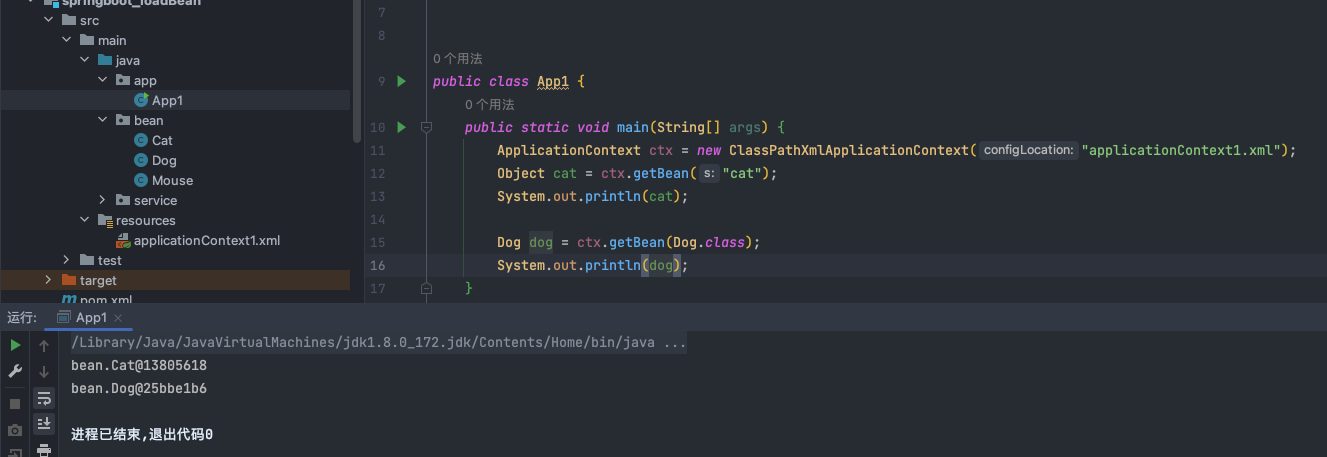 springboot_loadBean
src
main
java
app
App1
bean
Cat
Dog
Mouse
service
resources
applicationContext1.xml
test
target
pom.xml
7
8
0 个用法
9 public class App1 {
0 个用法
10 public static void main(String[] args) {
11 ApplicationContext ctx = new ClassPathXmlApplicationContext( configLocation: "applicationContext1.xml");
12 Object cat = ctx.getBean( s: "cat");
13 System.out.println(cat);
14
15 Dog dog = ctx.getBean(Dog.class);
16 System.out.println(dog);
17 }
运行: App1 ×
/Library/Java/JavaVirtualMachines/jdk1.8.0_172.jdk/Contents/Home/bin/java ...
bean.Cat@13805618
bean.Dog@25bbe1b6
进程已结束,退出代码0